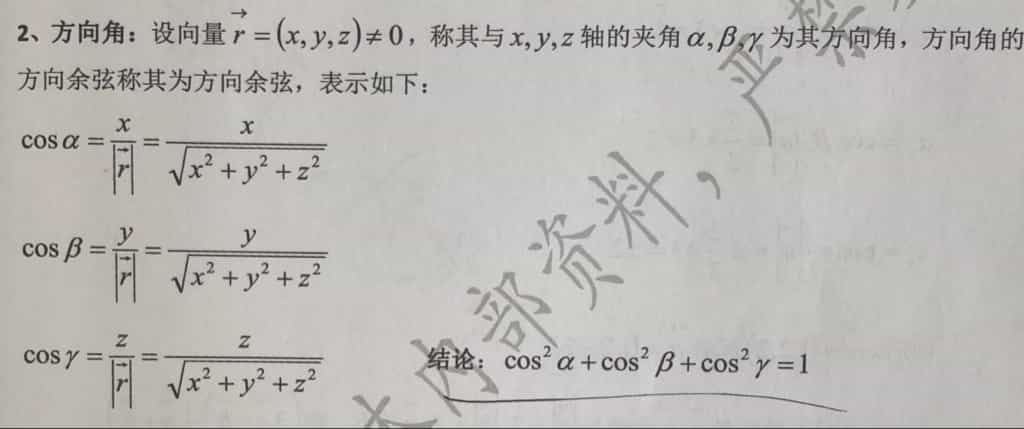 2、方向角：设向量 $\vec{r}=(x,y,z)\neq 0$，称其与 x,y,z 轴的夹角 α,β,γ 为其方向角，方向角的
方向余弦称其为方向余弦，表示如下：
$\cos\alpha=\frac{x}{|\vec{r}|}=\frac{x}{\sqrt{x^2+y^2+z^2}}$
$\cos\beta=\frac{y}{|\vec{r}|}=\frac{y}{\sqrt{x^2+y^2+z^2}}$
$\cos\gamma=\frac{z}{|\vec{r}|}=\frac{z}{\sqrt{x^2+y^2+z^2}}$
结论：$\cos^2\alpha+\cos^2\beta+\cos^2\gamma=1$
内部资料，严禁